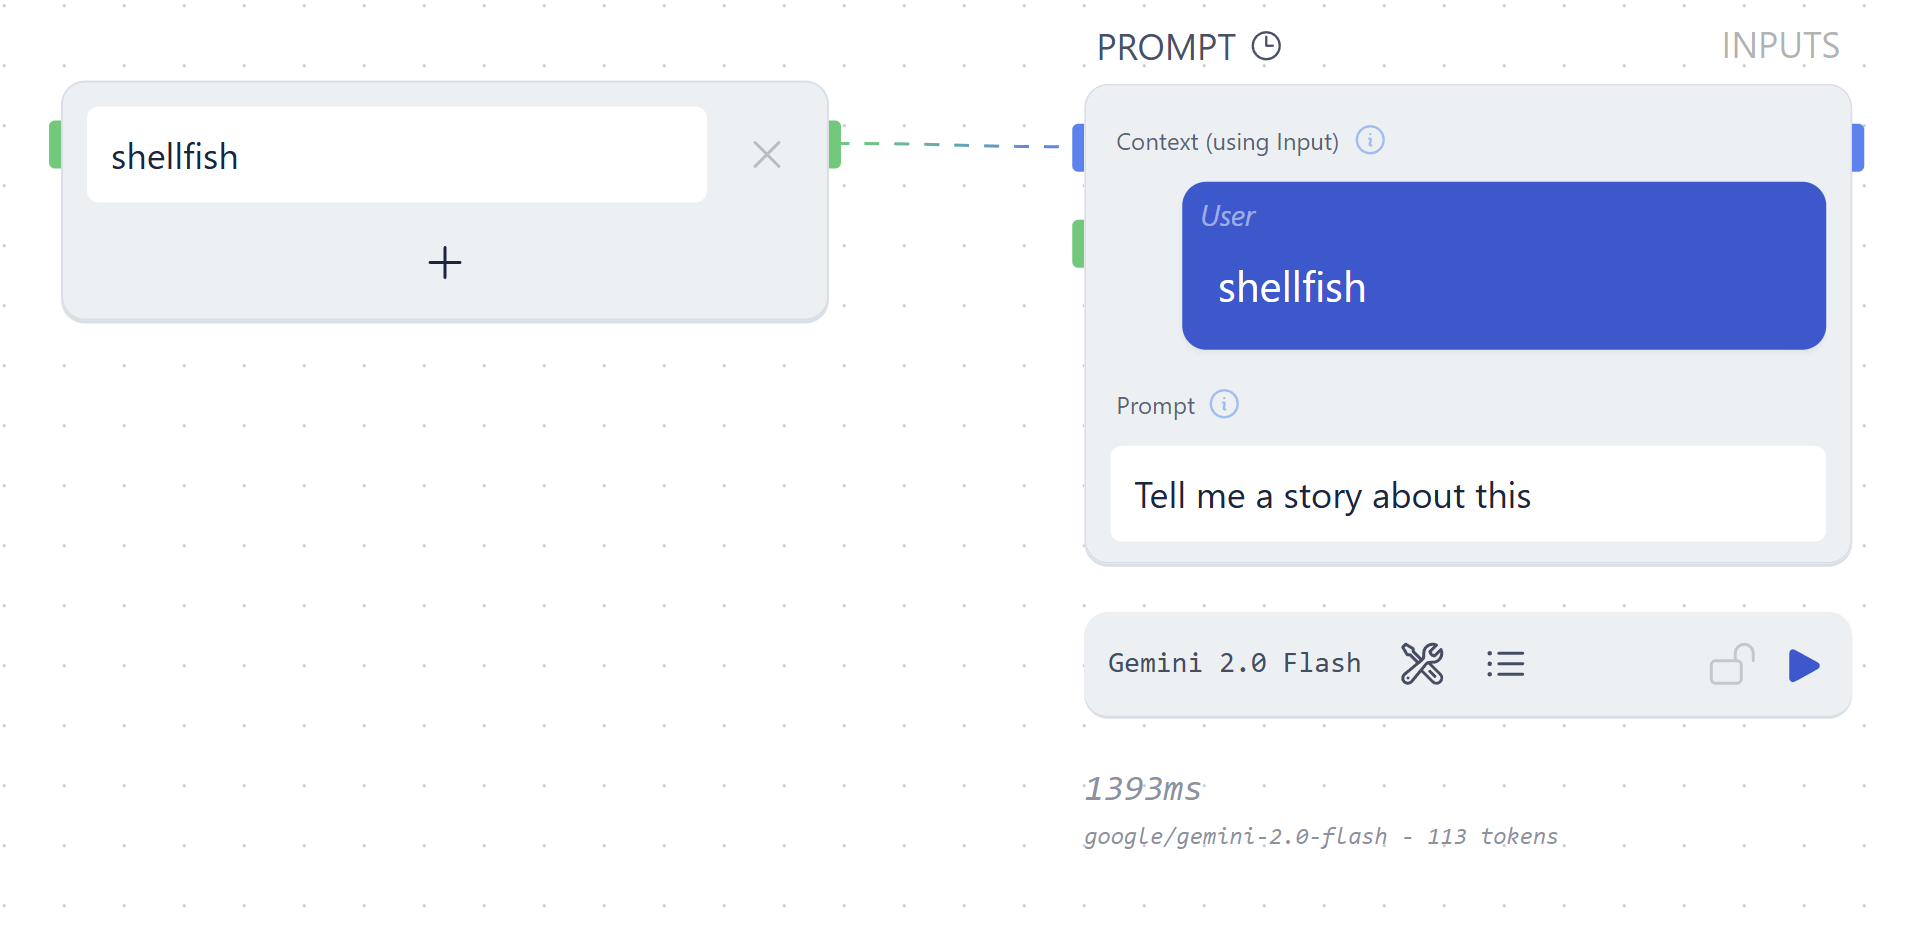 shellfish
PROMPT
INPUTS
Context (using Input)
User
shellfish
Prompt
Tell me a story about this
Gemini 2.0 Flash
1393ms
google/gemini-2.0-flash - 113 tokens